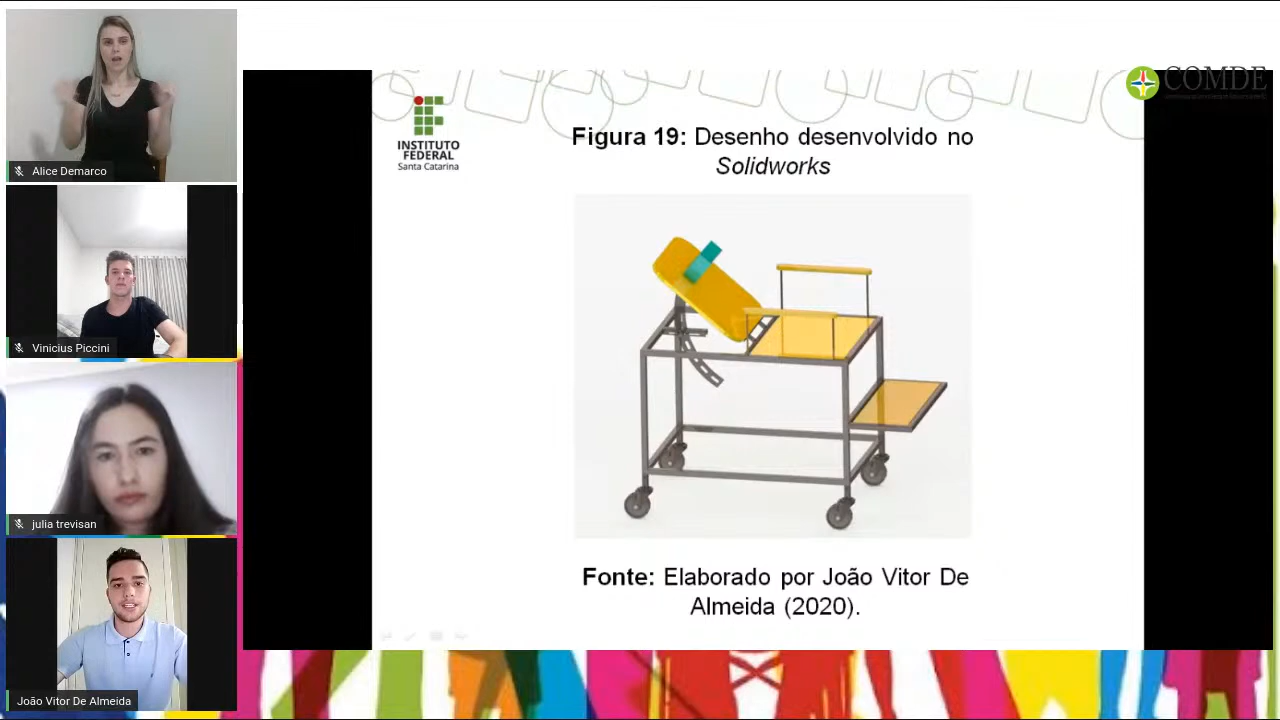 Alice Demarco
Vinicius Piccini
julia trevisan
João Vitor De Almeida
INSTITUTO
FEDERAL
Santa Catarina
COMDE
Figura 19: Desenho desenvolvido no
Solidworks
Fonte: Elaborado por João Vitor De
Almeida (2020).